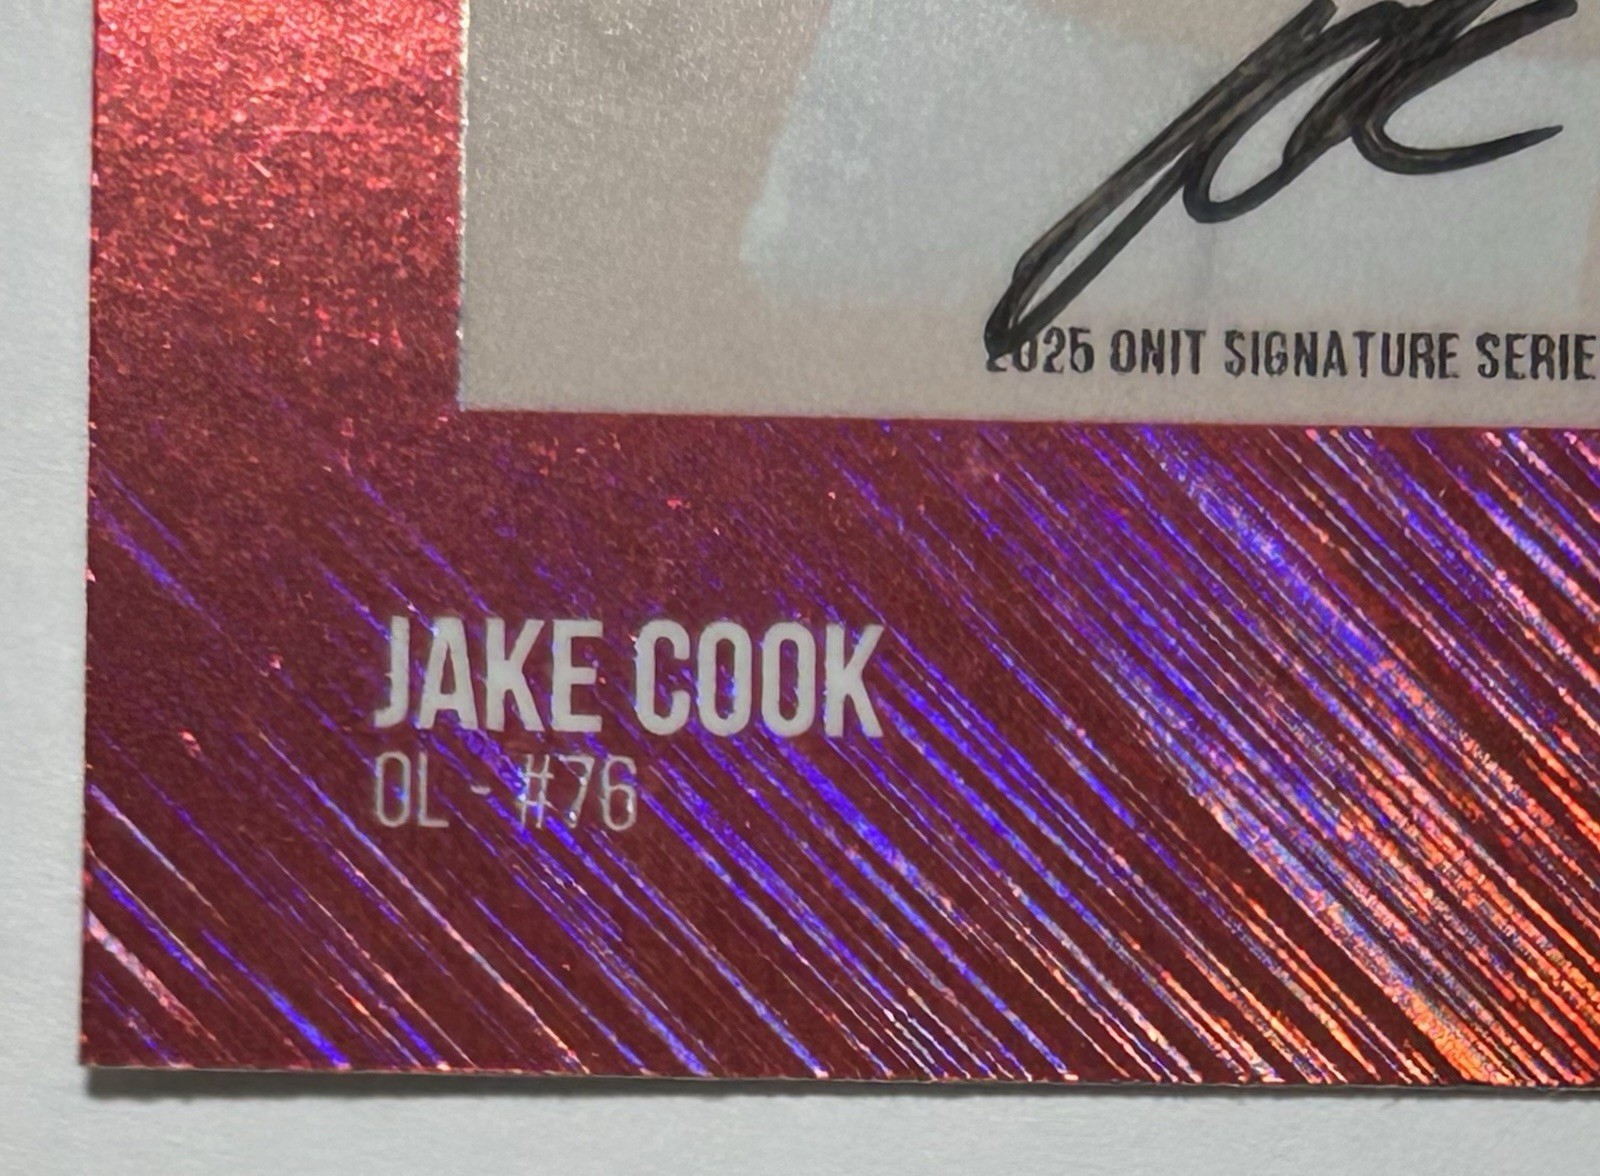 2025 ONIT SIGNATURE SERIE
JAKE COOK
OL - #76